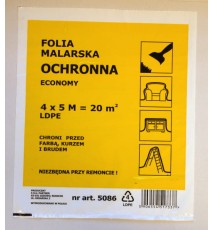 FOLIA
MALARSKA
OCHRONNA
ECONOMY
4 x 5 M = 20 m²
LDPE
CHRONI PRZED
FARBĄ, KURZEM
I BRUDEM
NIEZBĘDNA PRZY REMONCIE !
nr art. 5086
LDPE